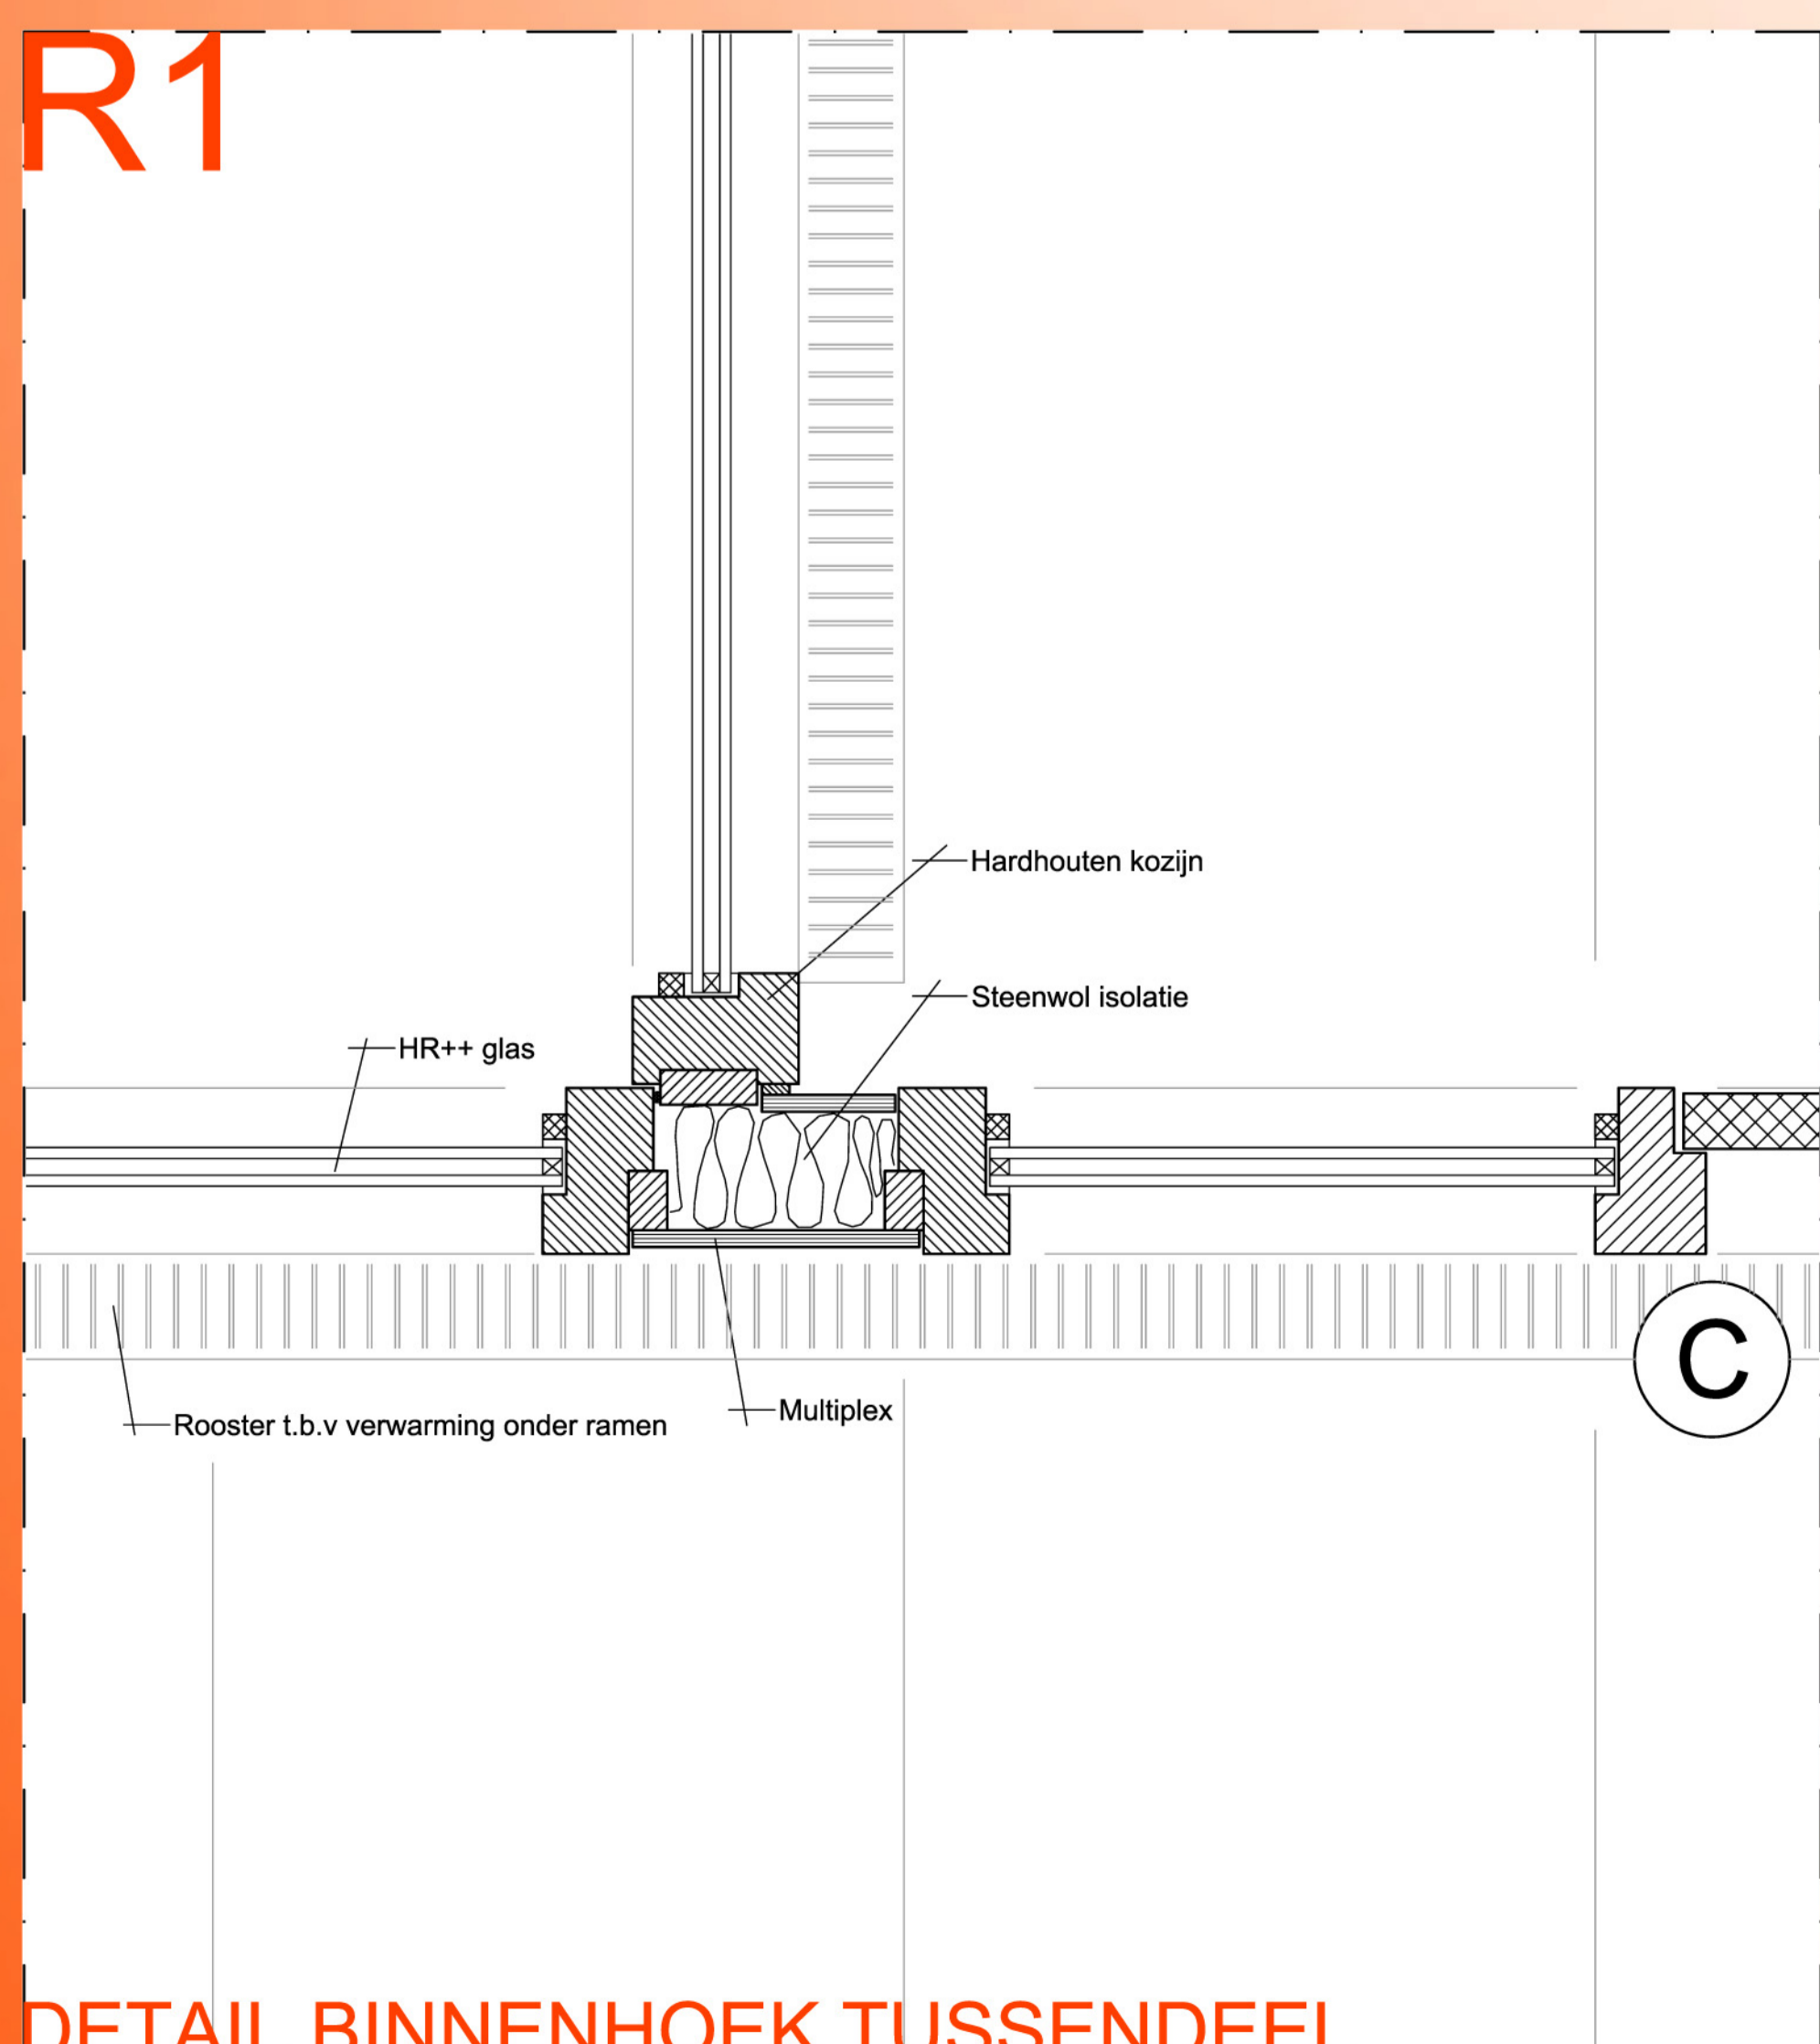 R1
Hardhouten kozijn
Steenwol isolatie
HR++ glas
C
Multiplex
Rooster t.b.v verwarming onder ramen
DETAIL BINNENHOEK TUSSENDEEL